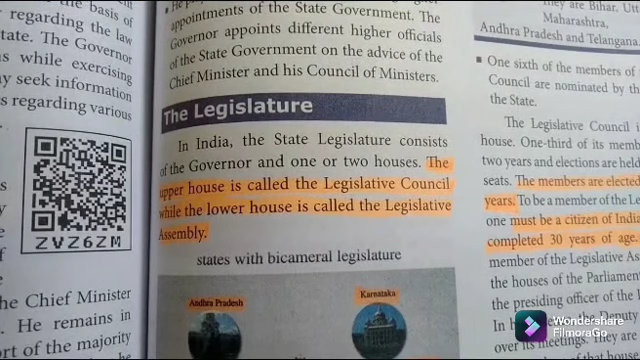 the basis of
regarding the law
tate. The Governor
ns while exercising
ay seek information
s regarding various
ZVZ6ZM
he Chief Minister
. He remains in
ort of the majority
appointments of the State Government. The
Governor appoints different higher officials
of the State Government on the advice of the
Chief Minister and his Council of Ministers.
The Legislature
In India, the State Legislature consists
of the Governor and one or two houses. The
upper house is called the Legislative Council
while the lower house is called the Legislative
Assembly.
states with bicameral legislature
Andhra Pradesh
Karnataka
They are Bihar, Utt
Maharashtra,
Andhra Pradesh and Telangana.
One sixth of the members of
Council are nominated by the
the State.
The Legislative Council i
house. One-third of its memb
two years and elections are held
seats. The members are elected
years. To be a member of the Le
one must be a citizen of India
completed 30 years of age.
member of the Legislative As
the houses of the Parliament
the presiding officer of the
In the Deputy
over its meetings. They are
Wondershare
FilmoraGo